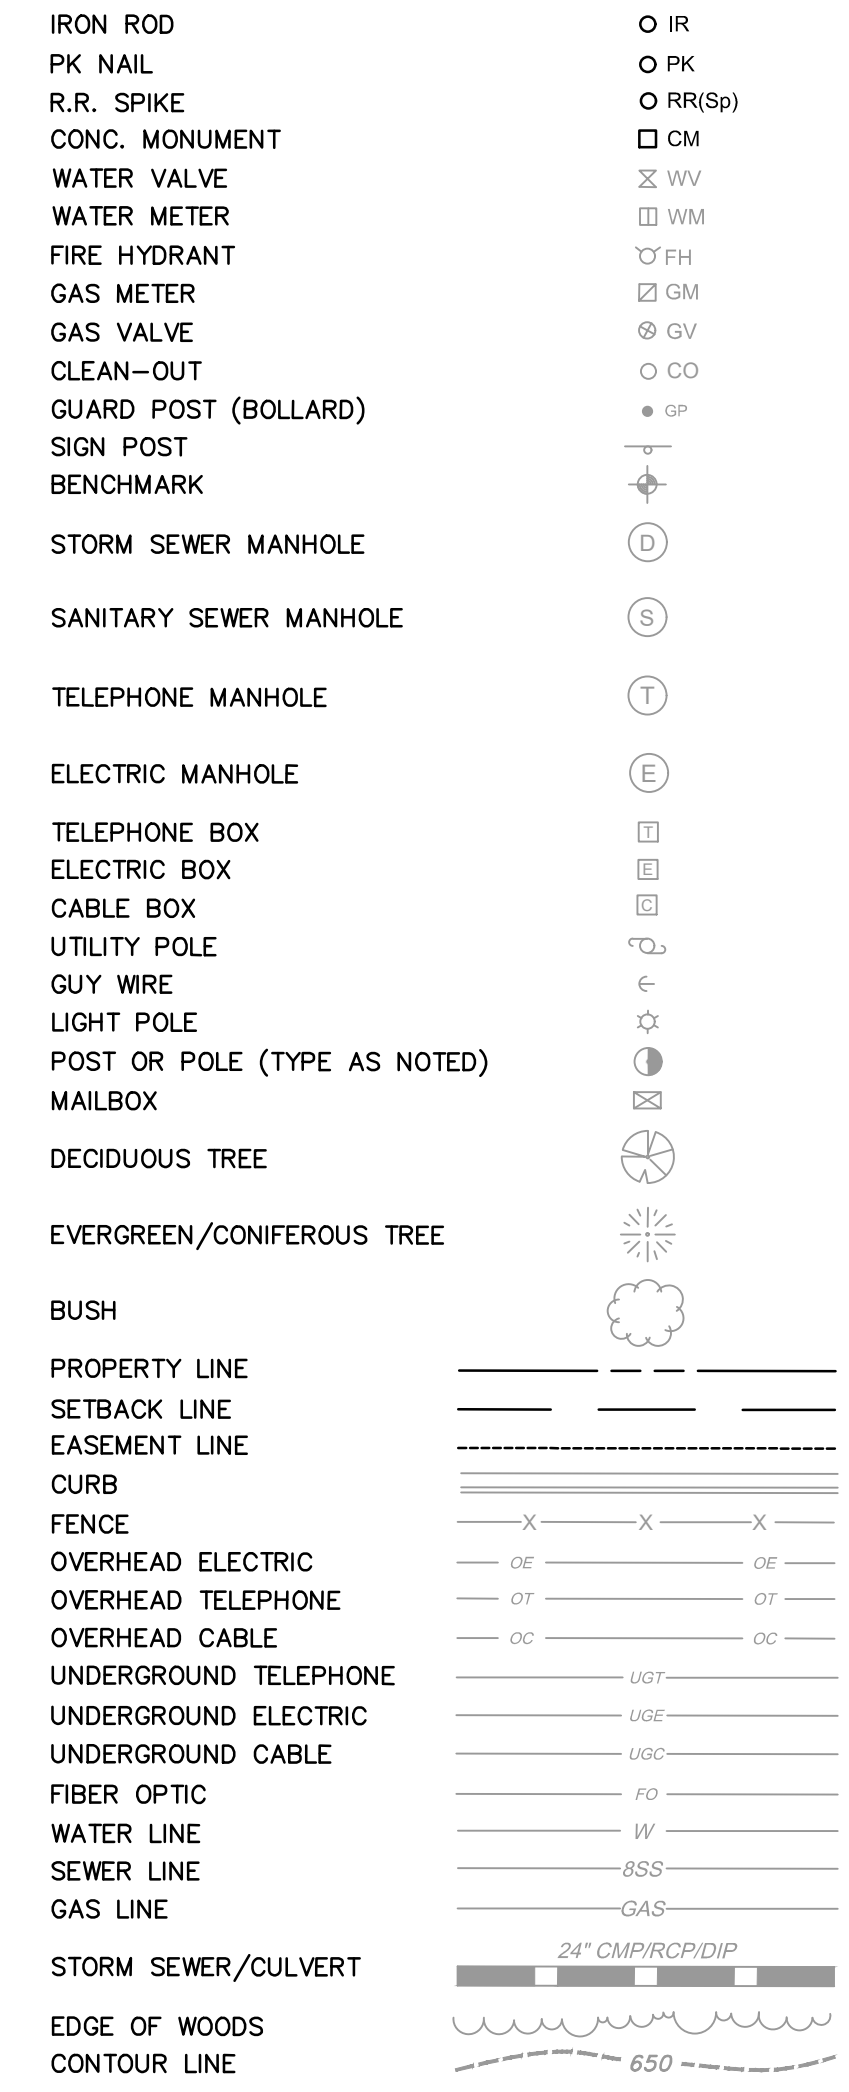 IRON ROD IR
PK NAIL PK
R.R. SPIKE RR(Sp)
CONC. MONUMENT CM
WATER VALVE WV
WATER METER WM
FIRE HYDRANT FH
GAS METER GM
GAS VALVE GV
CLEAN-OUT CO
GUARD POST (BOLLARD) GP
SIGN POST
BENCHMARK
STORM SEWER MANHOLE D
SANITARY SEWER MANHOLE S
TELEPHONE MANHOLE T
ELECTRIC MANHOLE E
TELEPHONE BOX T
ELECTRIC BOX E
CABLE BOX C
UTILITY POLE
GUY WIRE
LIGHT POLE
POST OR POLE (TYPE AS NOTED)
MAILBOX
DECIDUOUS TREE
EVERGREEN/CONIFEROUS TREE
BUSH
PROPERTY LINE
SETBACK LINE
EASEMENT LINE
CURB
FENCE X X X
OVERHEAD ELECTRIC OE OE
OVERHEAD TELEPHONE OT OT
OVERHEAD CABLE OC OC
UNDERGROUND TELEPHONE UGT
UNDERGROUND ELECTRIC UGE
UNDERGROUND CABLE UGC
FIBER OPTIC FO
WATER LINE W
SEWER LINE 8SS
GAS LINE GAS
24" CMP/RCP/DIP
STORM SEWER/CULVERT
EDGE OF WOODS
CONTOUR LINE 650